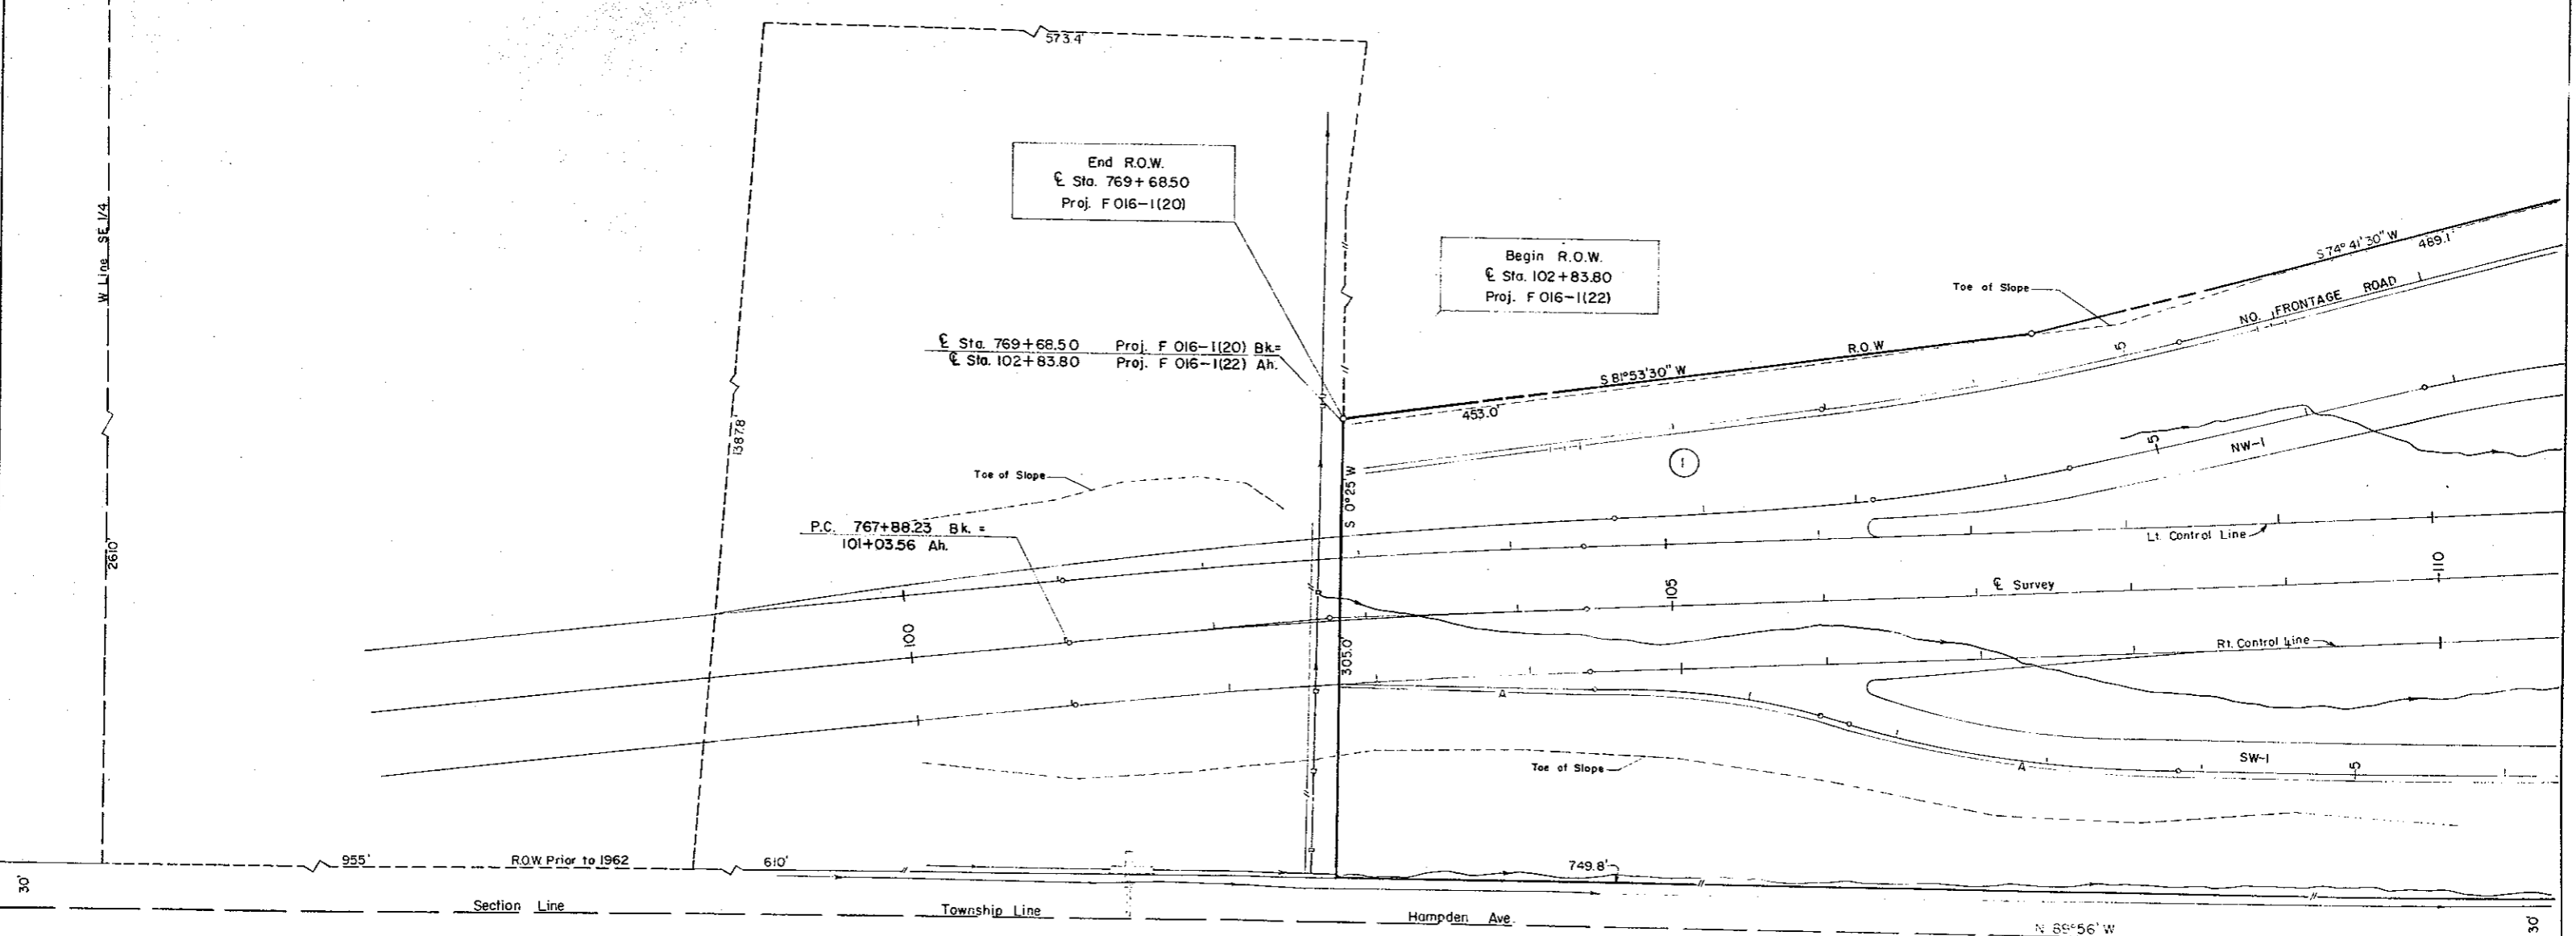 573.4'
W Line SE 1/4
2610'
1387.8'
End R.O.W.
℄ Sta. 769+68.50
Proj. F 016-1(20)
Begin R.O.W.
℄ Sta. 102+83.80
Proj. F 016-1(22)
℄ Sta. 769+68.50 Proj. F 016-1(20) Bk.=
℄ Sta. 102+83.80 Proj. F 016-1(22) Ah.
S 74° 41' 30" W
489.1'
Toe of Slope
NO. FRONTAGE ROAD
R.O.W
5
S 81° 53' 30" W
453.0'
1
S 0° 25' W
Toe of Slope
P.C. 767+88.23 Bk. =
101+03.56 Ah.
5
NW-1
Lt. Control Line
100
105
110
℄ Survey
Rt. Control Line
305.0'
A
A
SW-1
5
Toe of Slope
955'
R.O.W. Prior to 1962
610'
749.8'
30'
Section Line
Township Line
Hampden Ave.
N 89° 56' W
30'